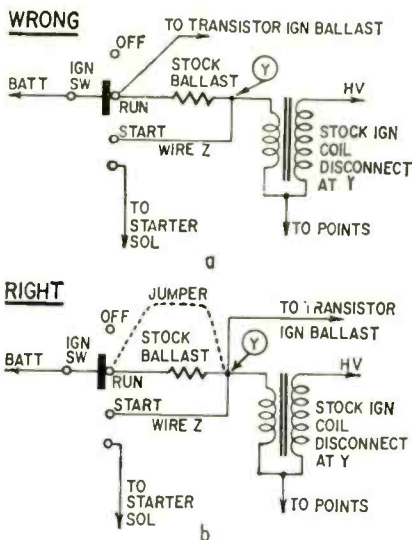 WRONG
TO TRANSISTOR IGN BALLAST
OFF
STOCK
BALLAST
Y
BATT
IGN
SW
RUN
HV
START
WIRE Z
STOCK IGN
COIL
DISCONNECT
AT Y
TO
STARTER
SOL
TO POINTS
a
RIGHT
JUMPER
OFF
TO TRANSISTOR
IGN BALLAST
STOCK
BALLAST
Y
BATT
IGN
SW
RUN
HV
START
WIRE Z
STOCK IGN
COIL
DISCONNECT
AT Y
TO
STARTER
SOL
TO POINTS
b